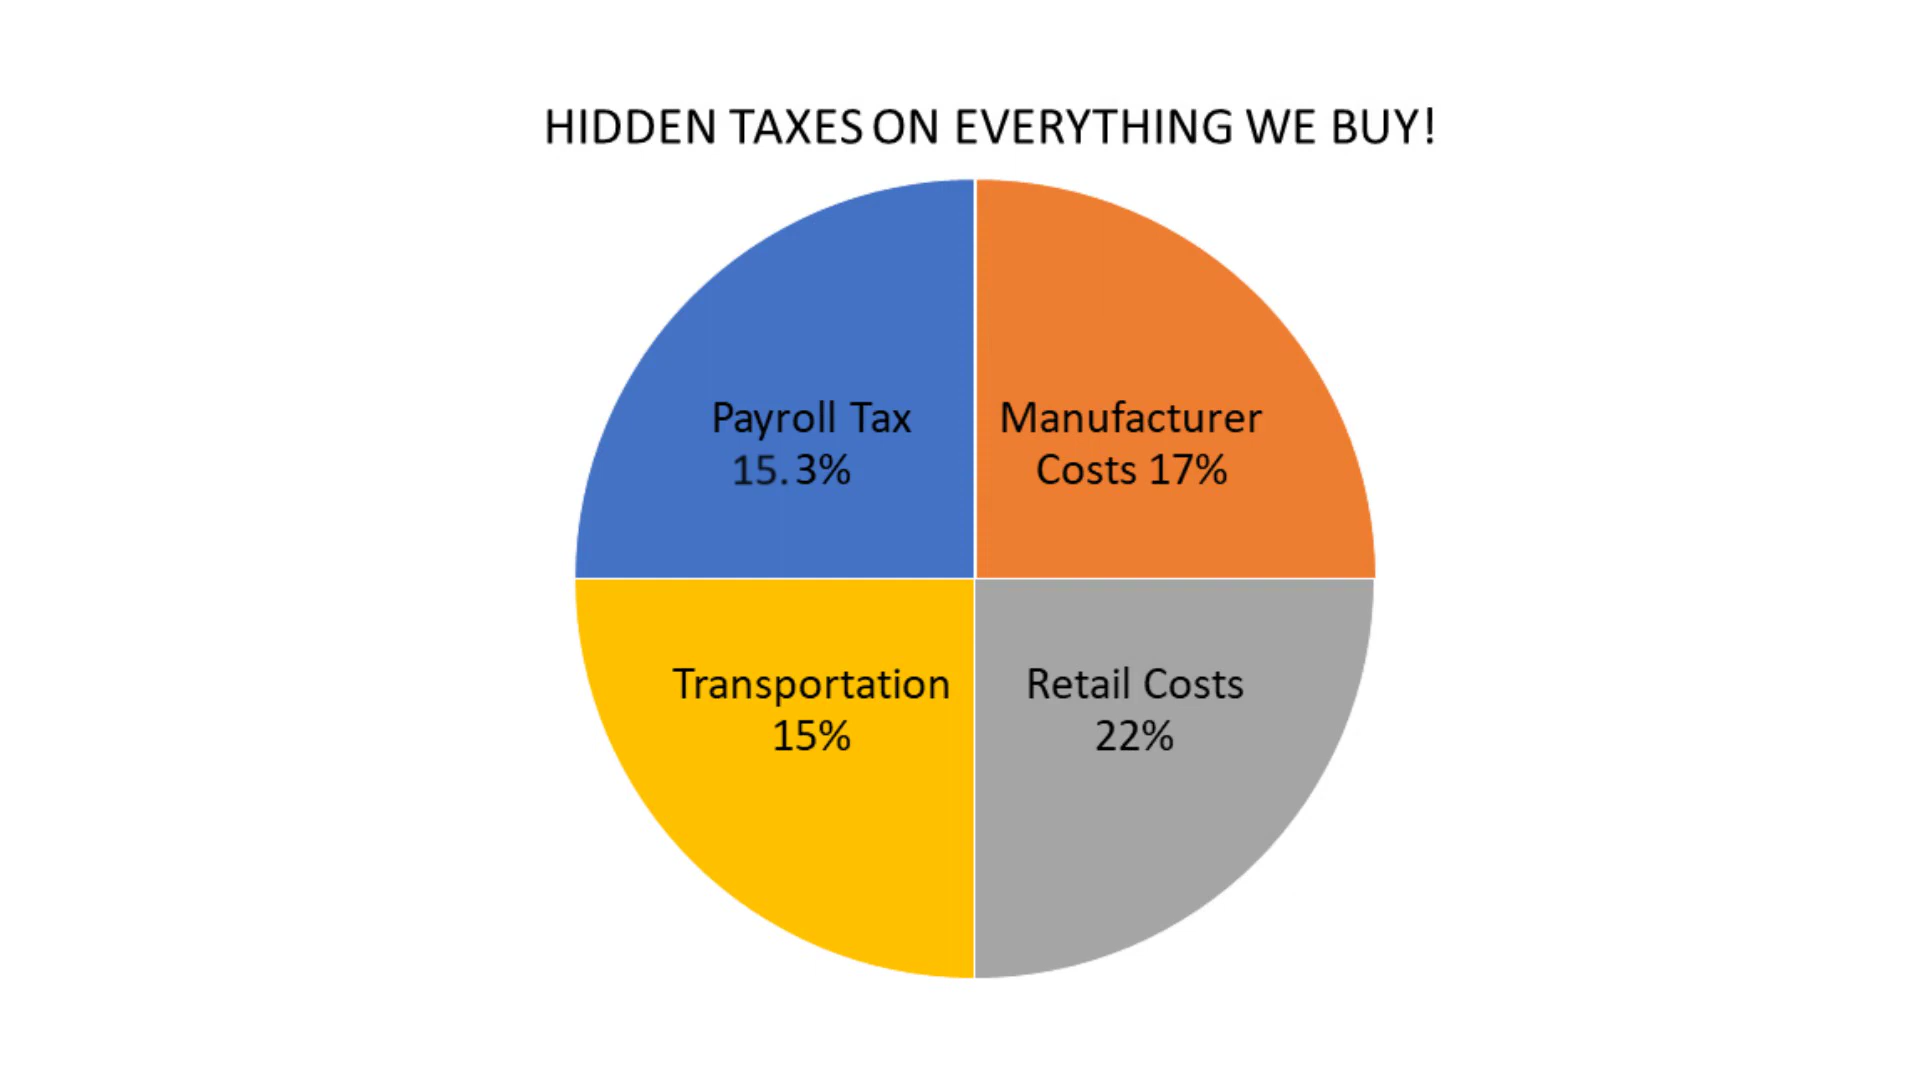 HIDDEN TAXES ON EVERYTHING WE BUY!
Payroll Tax
15.3%
Manufacturer
Costs 17%
Transportation
15%
Retail Costs
22%